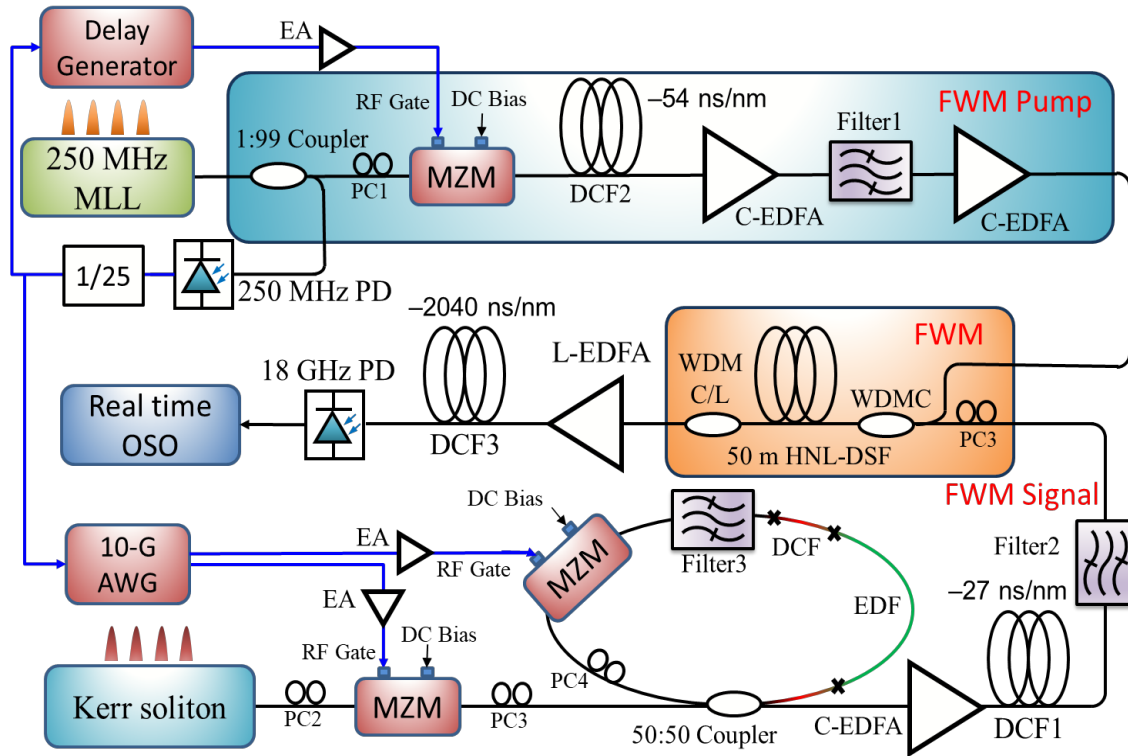 Delay
Generator
EA
RF Gate
DC Bias
–54 ns/nm
FWM Pump
250 MHz
MLL
1:99 Coupler
PC1
MZM
DCF2
C-EDFA
Filter1
C-EDFA
1/25
250 MHz PD
–2040 ns/nm
FWM
Real time
OSO
18 GHz PD
DCF3
L-EDFA
WDM
C/L
WDMC
PC3
50 m HNL-DSF
FWM Signal
10-G
AWG
EA
RF Gate
DC Bias
MZM
Filter3
DCF
EDF
Filter2
–27 ns/nm
EA
RF Gate
DC Bias
Kerr soliton
PC2
MZM
PC3
PC4
50:50 Coupler
C-EDFA
DCF1